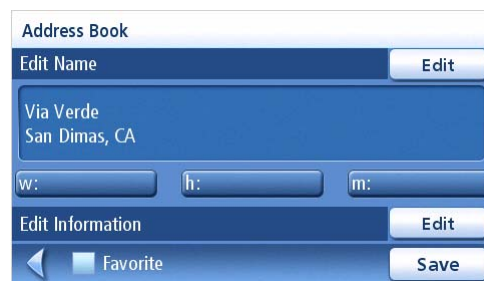 Address Book
Edit Name Edit
Via Verde
San Dimas, CA
w: h: m:
Edit Information Edit
Favorite Save